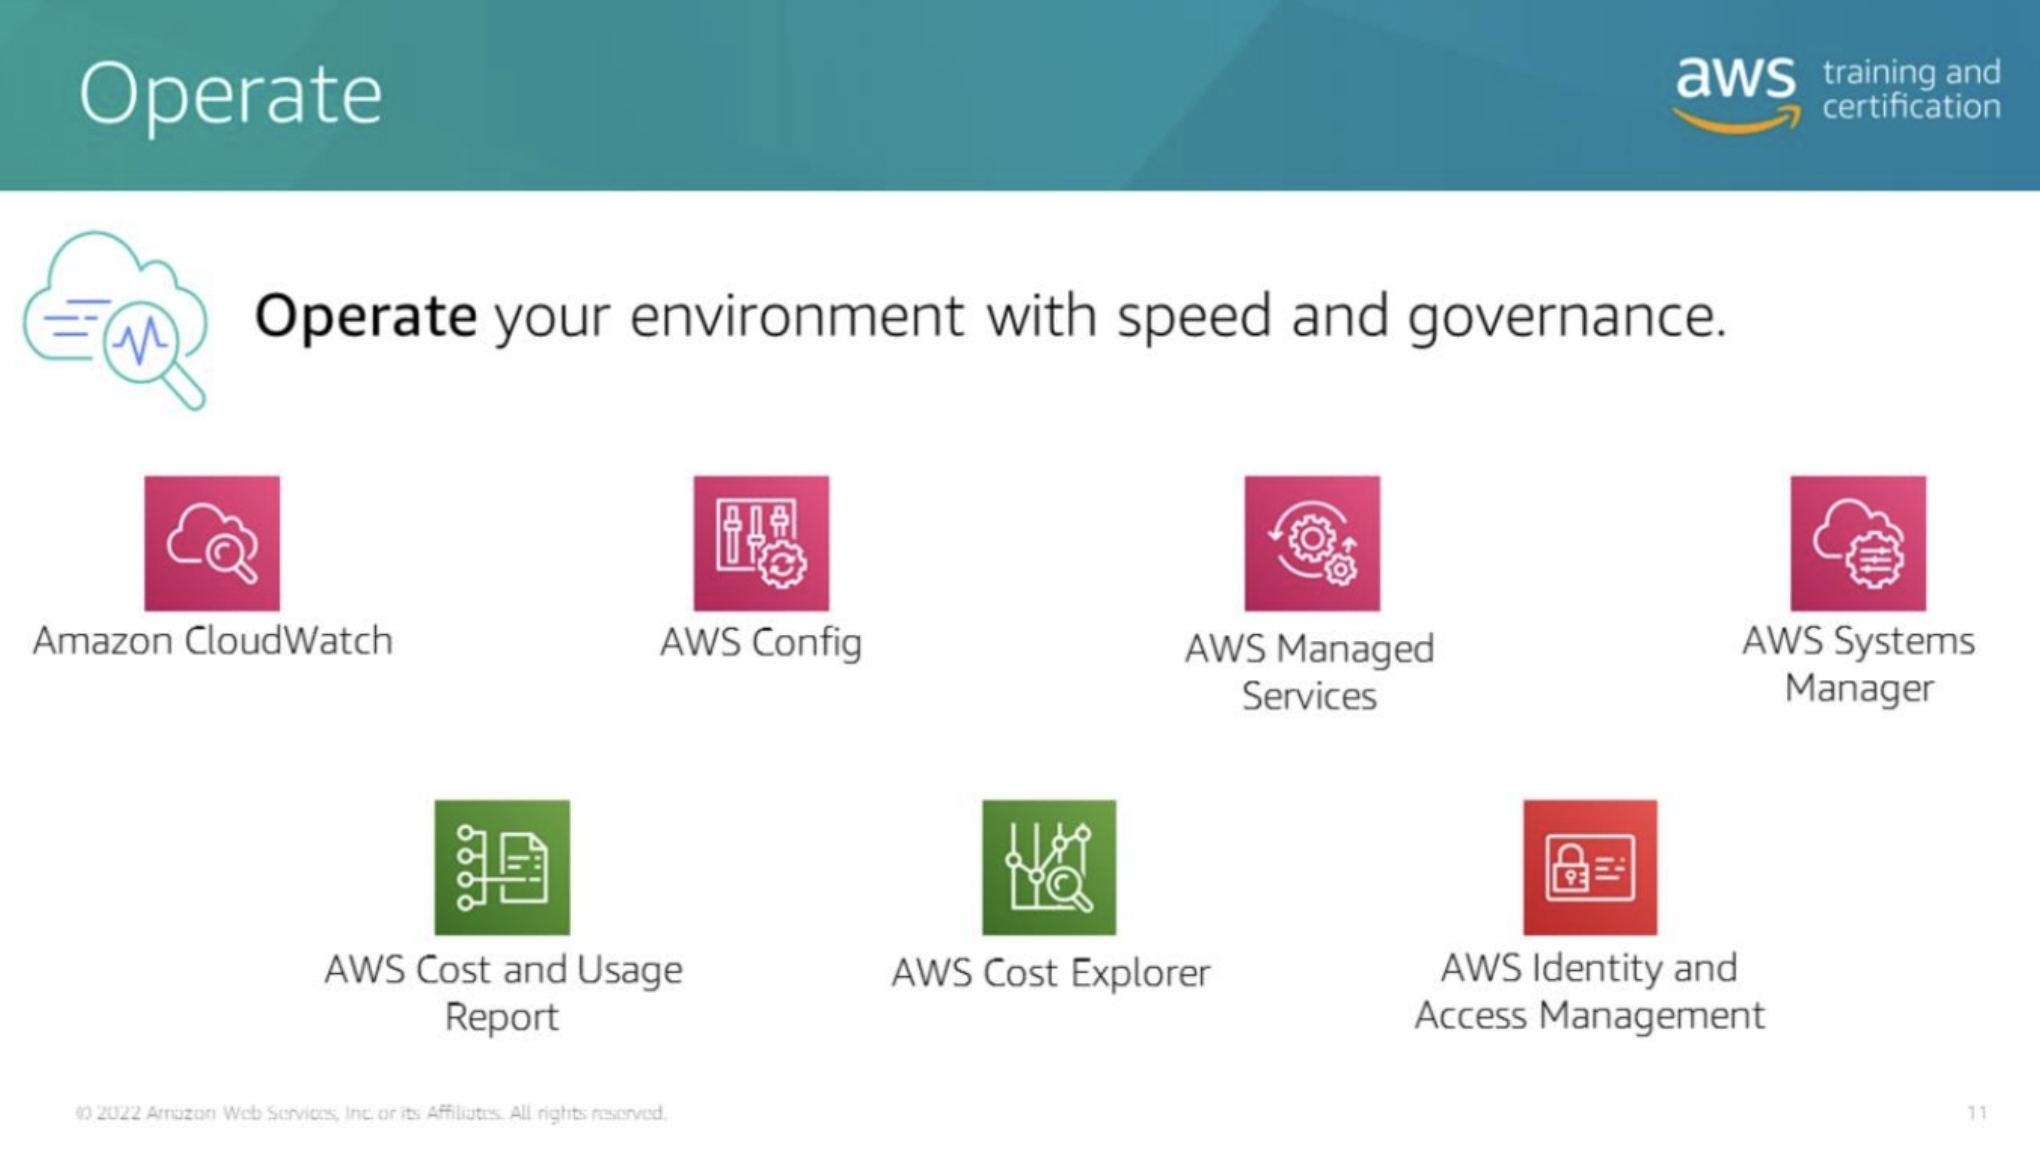 Operate
aws training and
certification
Operate your environment with speed and governance.
Amazon CloudWatch
AWS Config
AWS Managed
Services
AWS Systems
Manager
AWS Cost and Usage
Report
AWS Cost Explorer
AWS Identity and
Access Management
© 2022 Amazon Web Services, Inc. or its Affiliates. All rights reserved.
11